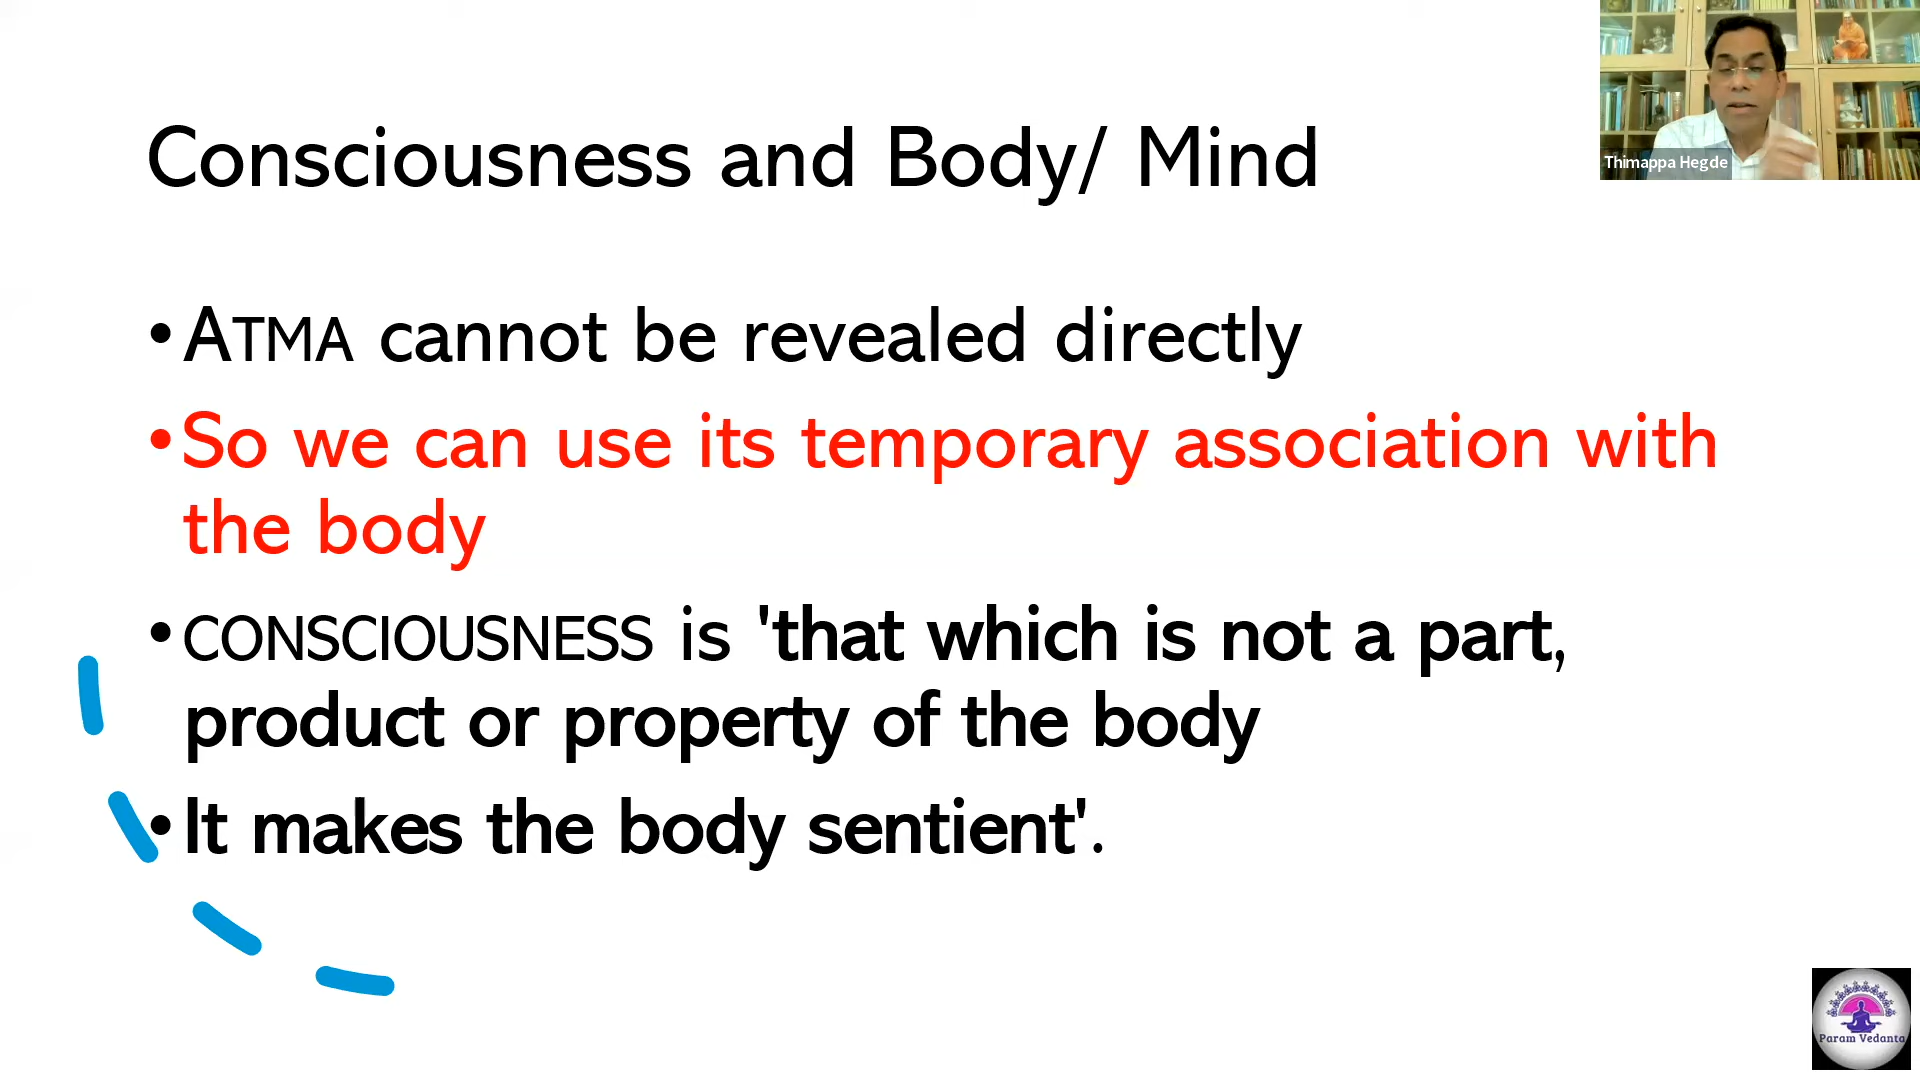 Consciousness and Body/ Mind
Thimappa Hegde
•ATMA cannot be revealed directly
•So we can use its temporary association with
the body
•CONSCIOUSNESS is 'that which is not a part,
product or property of the body
•It makes the body sentient'.
Param Vedanta